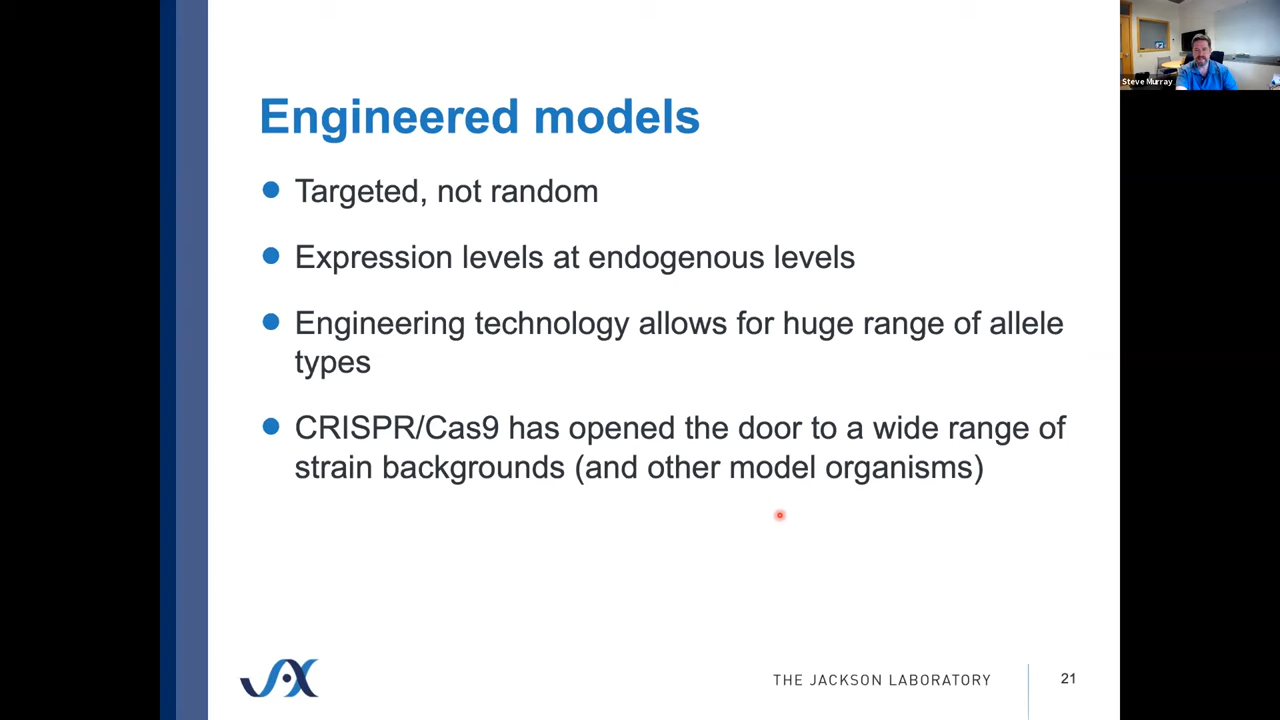 Engineered models
Targeted, not random
Expression levels at endogenous levels
Engineering technology allows for huge range of allele
types
CRISPR/Cas9 has opened the door to a wide range of
strain backgrounds (and other model organisms)
JAX
THE JACKSON LABORATORY
21
Steve Murray